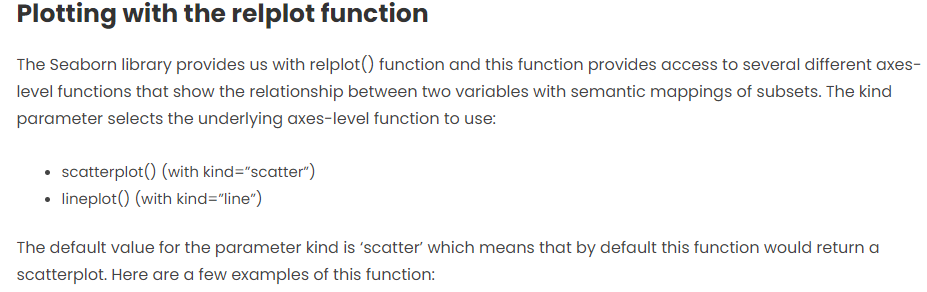 Plotting with the relplot function
The Seaborn library provides us with relplot() function and this function provides access to several different axes-
level functions that show the relationship between two variables with semantic mappings of subsets. The kind
parameter selects the underlying axes-level function to use:
• scatterplot() (with kind=”scatter”)
• lineplot() (with kind=“line”)
The default value for the parameter kind is ‘scatter’ which means that by default this function would return a
scatterplot. Here are a few examples of this function: